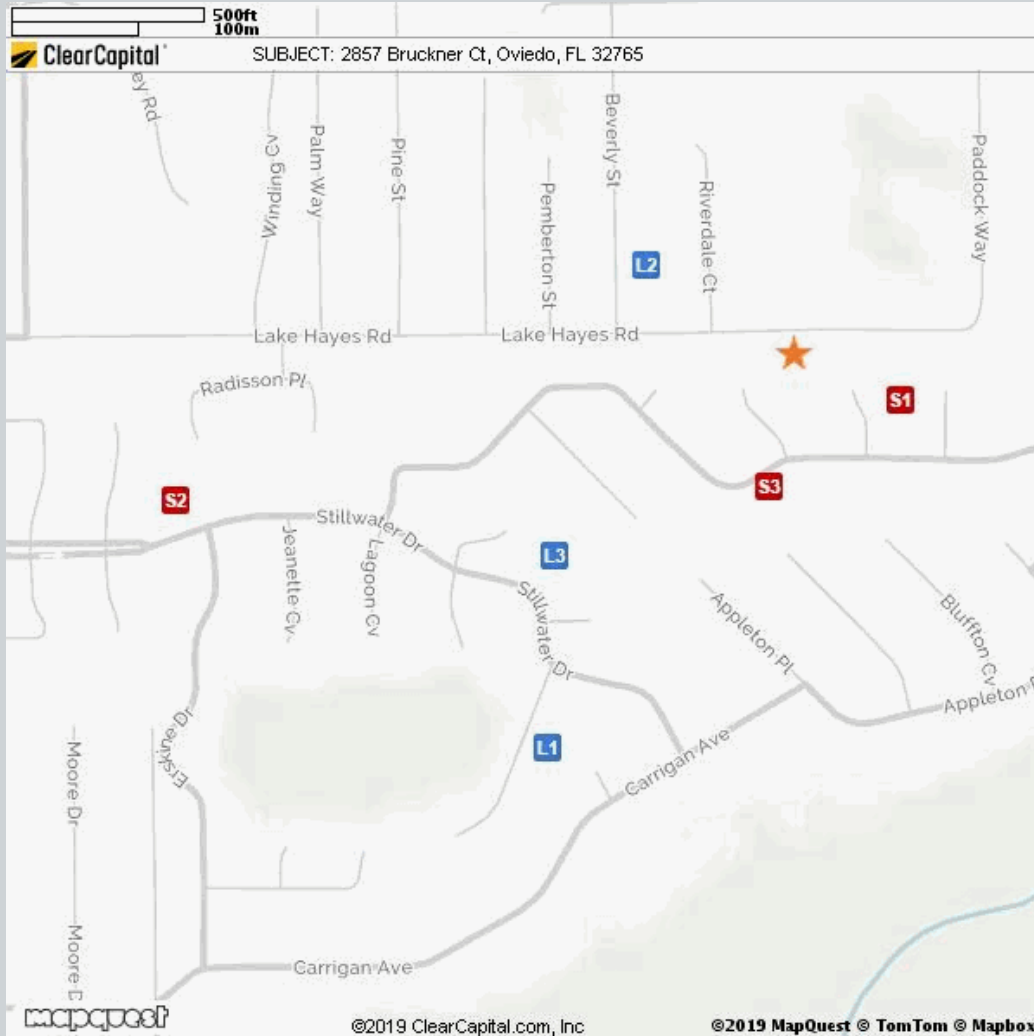 500ft
100m
ClearCapital
SUBJECT: 2857 Bruckner Ct, Oviedo, FL 32765
ey Rd
Winding Cv
Palm Way
Pine St
Pemberton St
Beverly St
Riverdale Ct
Paddock Way
L2
Lake Hayes Rd
Lake Hayes Rd
Radisson Pl
S1
S2
S3
Stillwater Dr
Jeanette Cv
Lagoon Cv
L3
Stillwater Dr
Appleton Pl
Bluffton Cv
Appleton
Erskine Dr
L1
Carrigan Ave
Moore Dr
Moore D
Carrigan Ave
mapquest
©2019 ClearCapital.com, Inc
©2019 MapQuest © TomTom © Mapbox